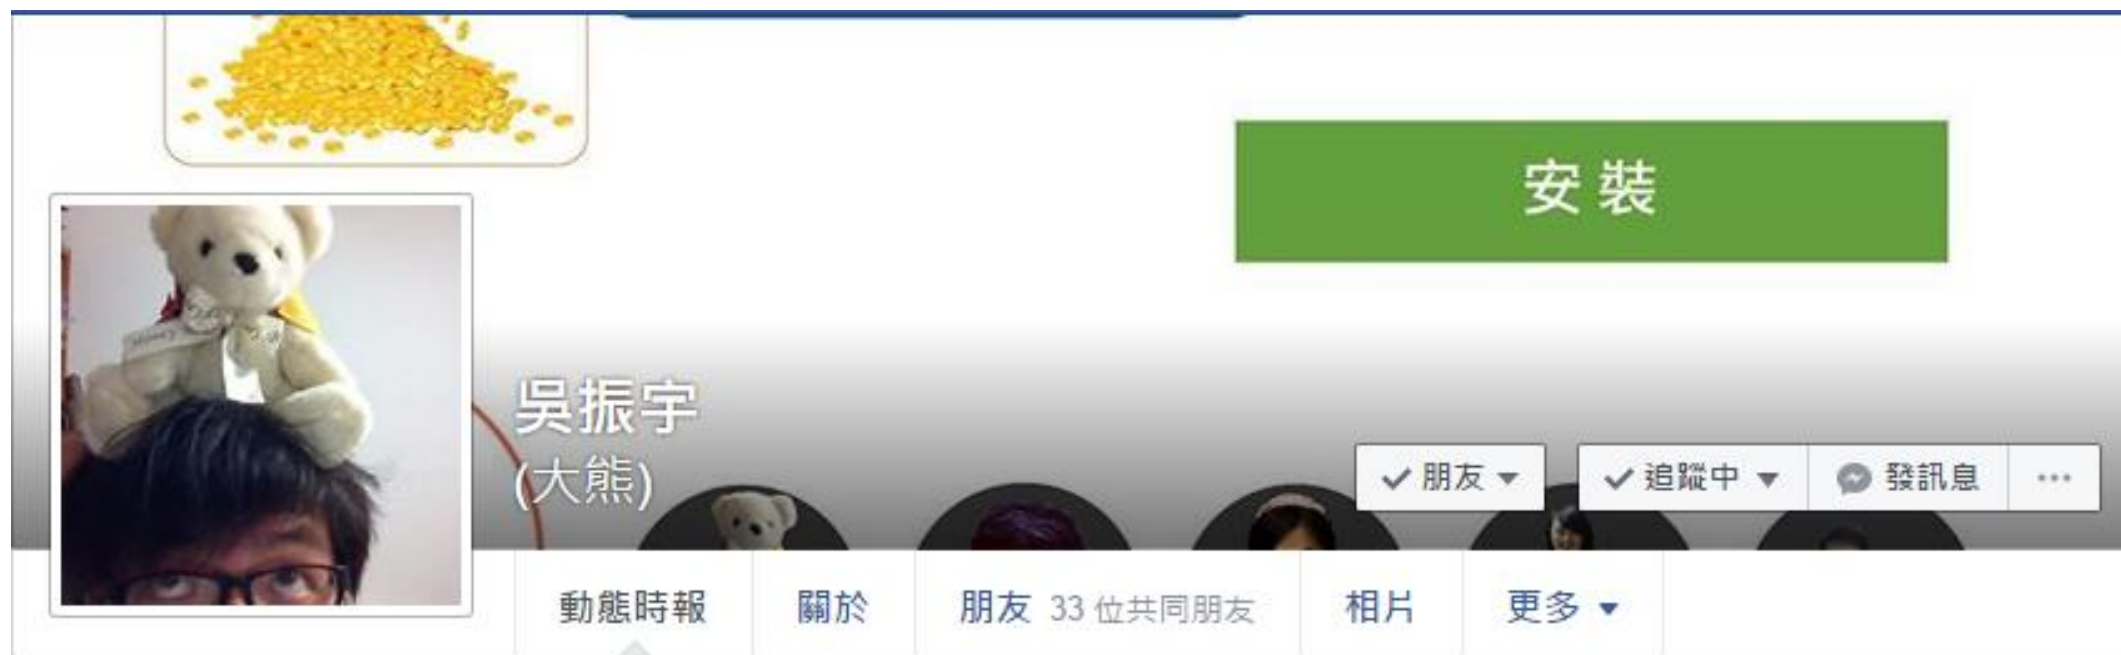 安裝
吳振宇
(大熊)
朋友
追蹤中
發訊息
動態時報
關於
朋友 33 位共同朋友
相片
更多